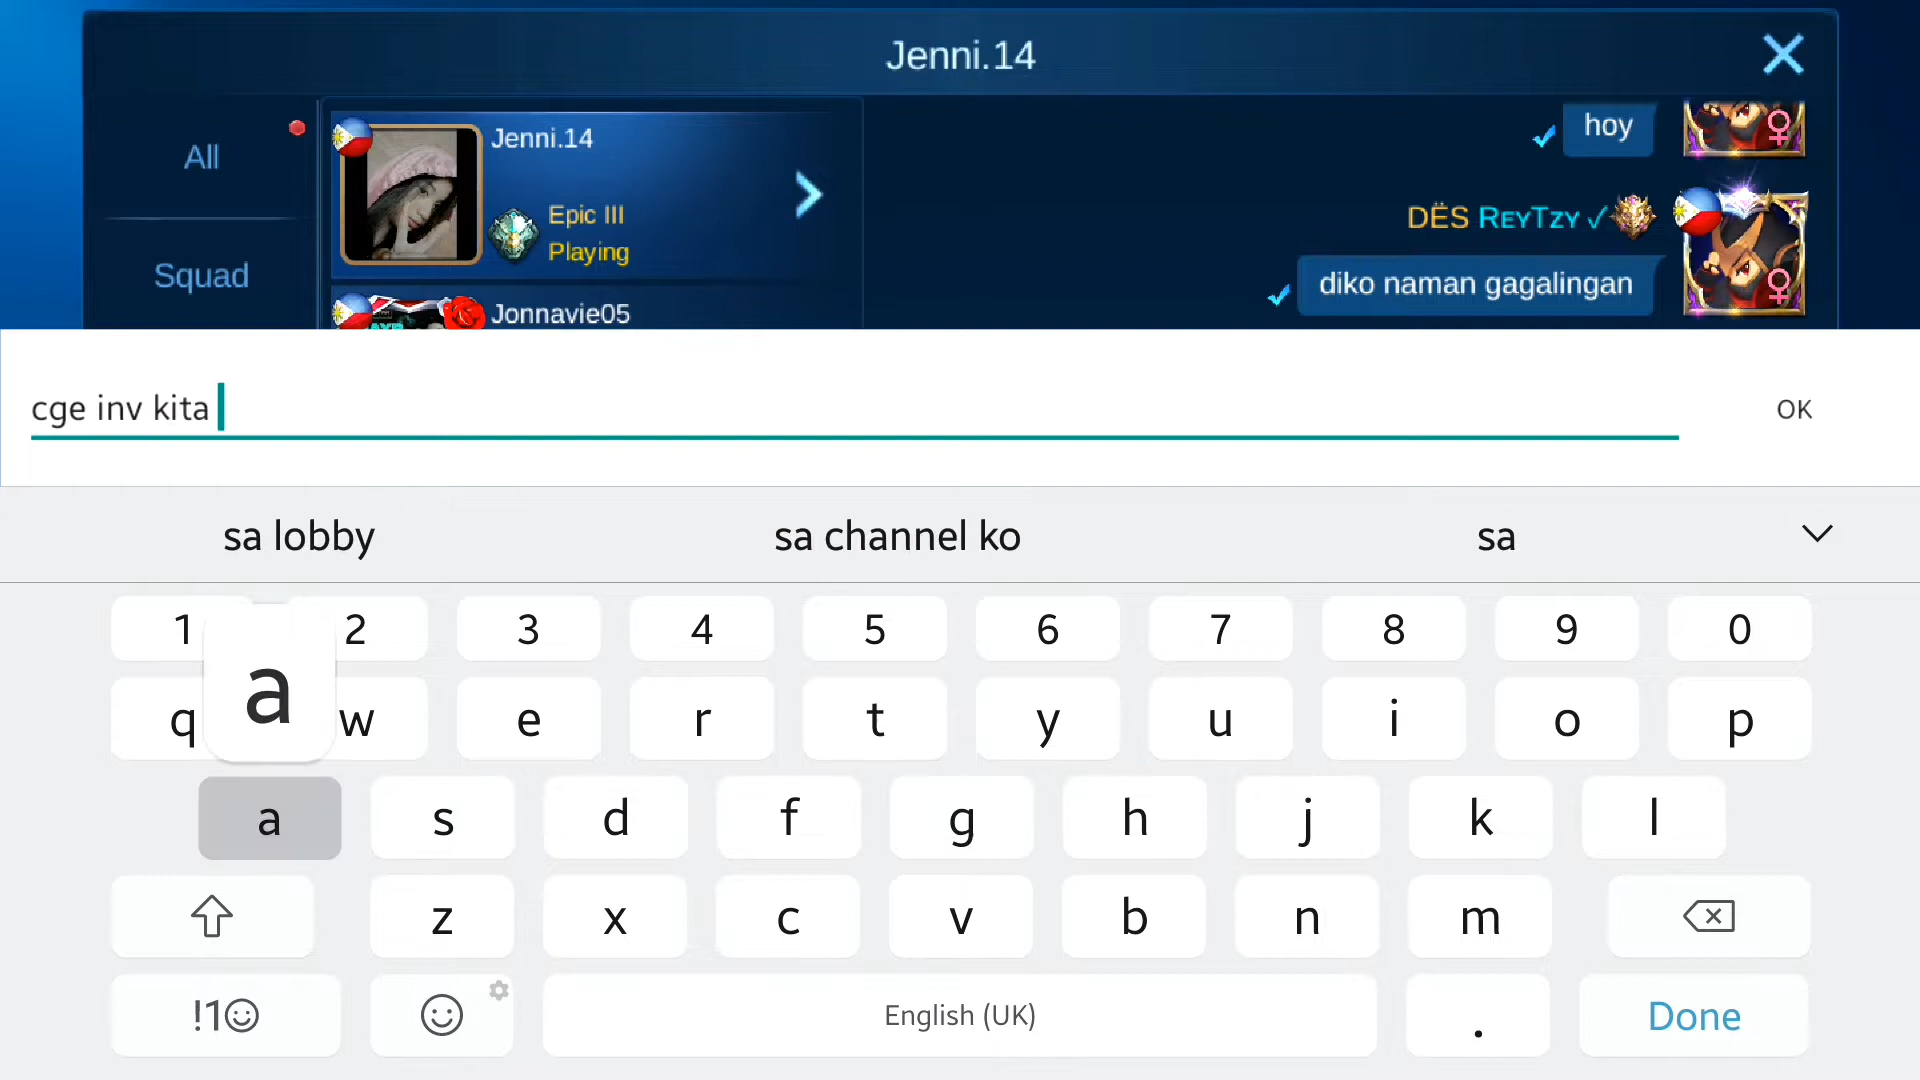 Jenni.14
All
Squad
Jenni.14
Epic III
Playing
Jonnavie05
hoy
DËS REYTZY ✓
diko naman gagalingan
cge inv kita
OK
sa lobby
sa channel ko
sa
1 2 3 4 5 6 7 8 9 0
a
q w e r t y u i o p
a s d f g h j k l
z x c v b n m
!1☺
English (UK)
.
Done